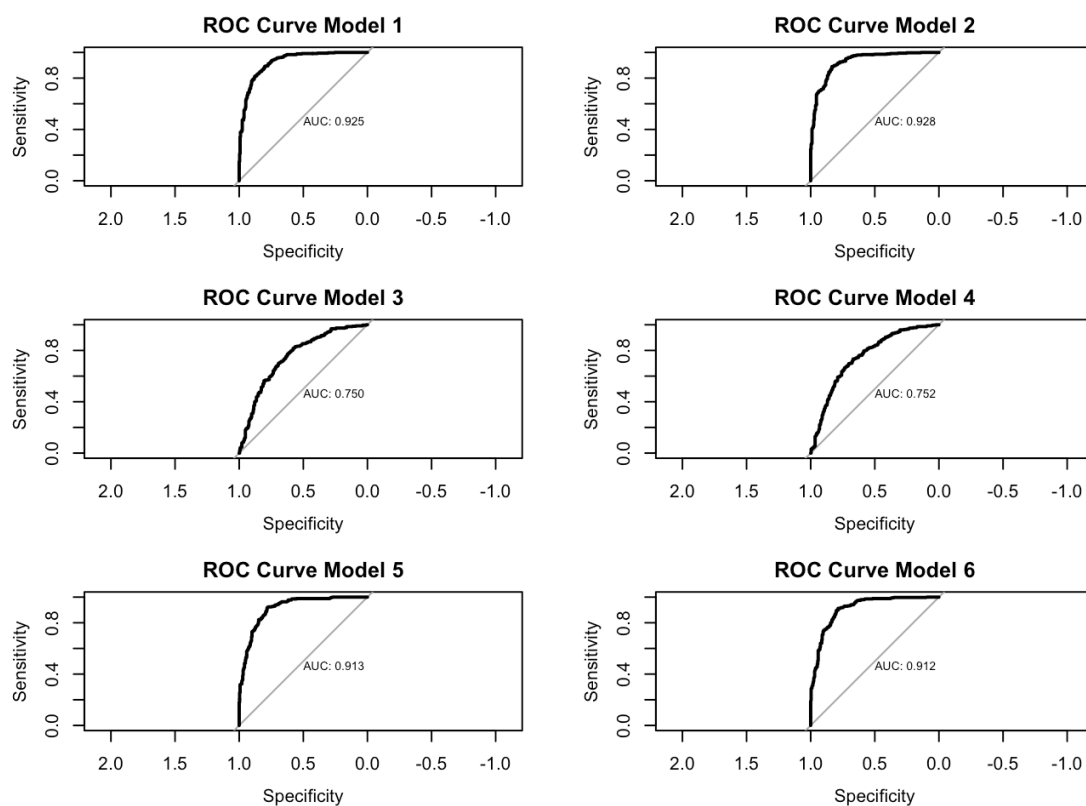 ROC Curve Model 1
Sensitivity
0.0 0.4 0.8
AUC: 0.925
2.0 1.5 1.0 0.5 0.0 -0.5 -1.0
Specificity
ROC Curve Model 2
Sensitivity
0.0 0.4 0.8
AUC: 0.928
2.0 1.5 1.0 0.5 0.0 -0.5 -1.0
Specificity
ROC Curve Model 3
Sensitivity
0.0 0.4 0.8
AUC: 0.750
2.0 1.5 1.0 0.5 0.0 -0.5 -1.0
Specificity
ROC Curve Model 4
Sensitivity
0.0 0.4 0.8
AUC: 0.752
2.0 1.5 1.0 0.5 0.0 -0.5 -1.0
Specificity
ROC Curve Model 5
Sensitivity
0.0 0.4 0.8
AUC: 0.913
2.0 1.5 1.0 0.5 0.0 -0.5 -1.0
Specificity
ROC Curve Model 6
Sensitivity
0.0 0.4 0.8
AUC: 0.912
2.0 1.5 1.0 0.5 0.0 -0.5 -1.0
Specificity